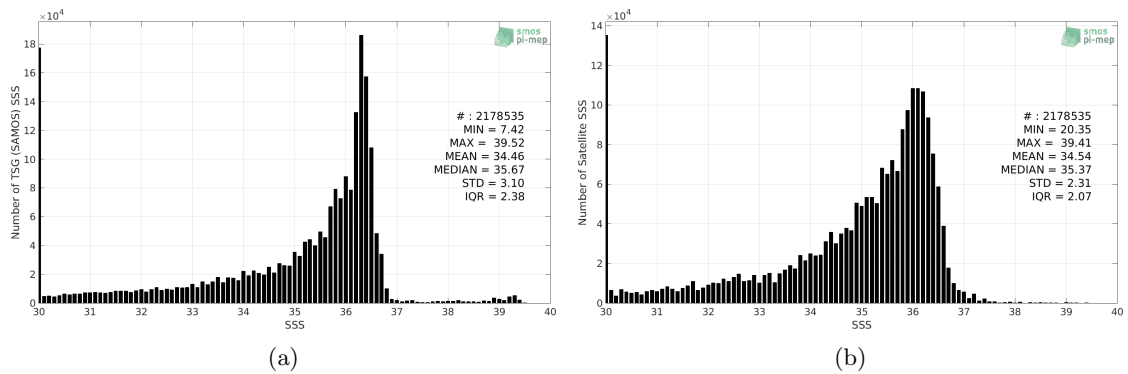 ×10⁴
20
18
16
14
12
10
8
6
4
2
0
Number of TSG (SAMOS) SSS
30 31 32 33 34 35 36 37 38 39 40
SSS
smos
pi-mep
# : 2178535
MIN = 7.42
MAX = 39.52
MEAN = 34.46
MEDIAN = 35.67
STD = 3.10
IQR = 2.38
(a)
×10⁴
14
12
10
8
6
4
2
0
Number of Satellite SSS
30 31 32 33 34 35 36 37 38 39 40
SSS
smos
pi-mep
# : 2178535
MIN = 20.35
MAX = 39.41
MEAN = 34.54
MEDIAN = 35.37
STD = 2.31
IQR = 2.07
(b)